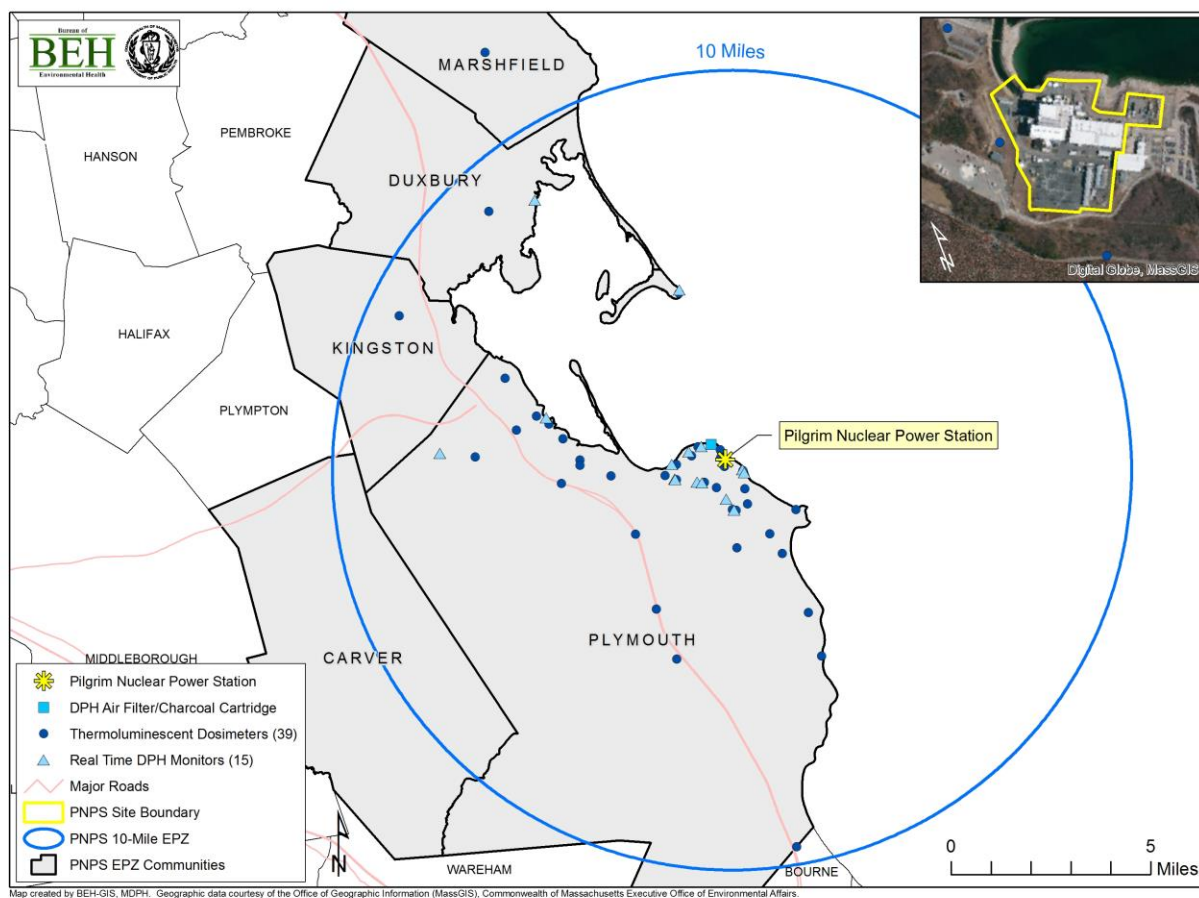 Bureau of
BEH
Environmental Health
10 Miles
MARSHFIELD
PEMBROKE
HANSON
DUXBURY
Digital Globe, MassGIS
HALIFAX
KINGSTON
PLYMPTON
Pilgrim Nuclear Power Station
PLYMOUTH
CARVER
MIDDLEBOROUGH
Pilgrim Nuclear Power Station
DPH Air Filter/Charcoal Cartridge
Thermoluminescent Dosimeters (39)
Real Time DPH Monitors (15)
Major Roads
PNPS Site Boundary
PNPS 10-Mile EPZ
PNPS EPZ Communities
N
WAREHAM
BOURNE
0 5
Miles
Map created by BEH-GIS, MDPH. Geographic data courtesy of the Office of Geographic Information (MassGIS), Commonwealth of Massachusetts Executive Office of Environmental Affairs.